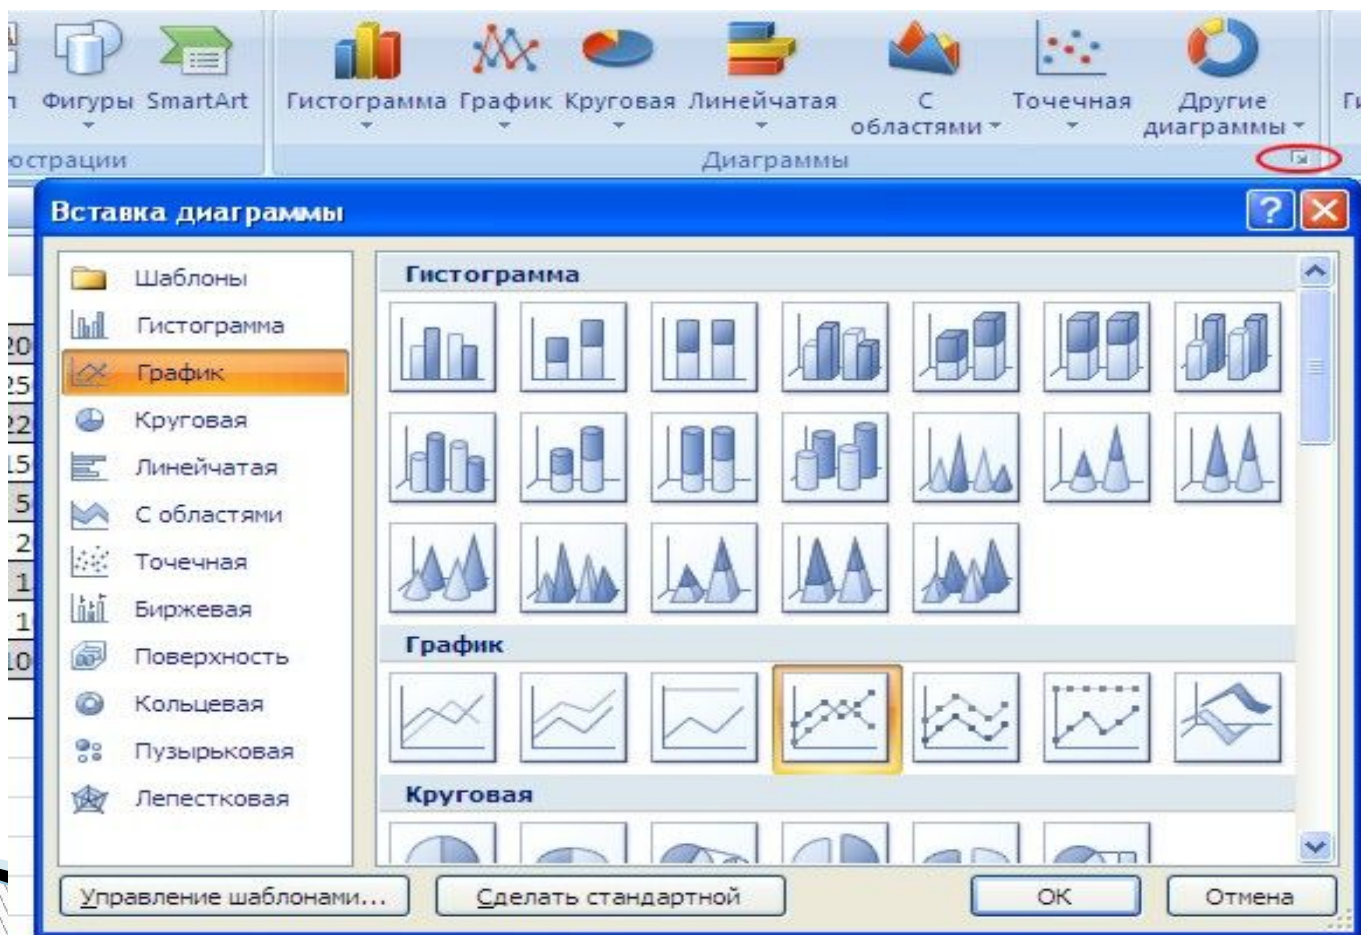 Фигуры SmartArt Гистограмма График Круговая Линейчатая С областями Точечная Другие диаграммы
Диаграммы
Вставка диаграммы
Шаблоны
Гистограмма
График
Круговая
Линейчатая
С областями
Точечная
Биржевая
Поверхность
Кольцевая
Пузырьковая
Лепестковая
Гистограмма
График
Круговая
Управление шаблонами...
Сделать стандартной
ОК
Отмена